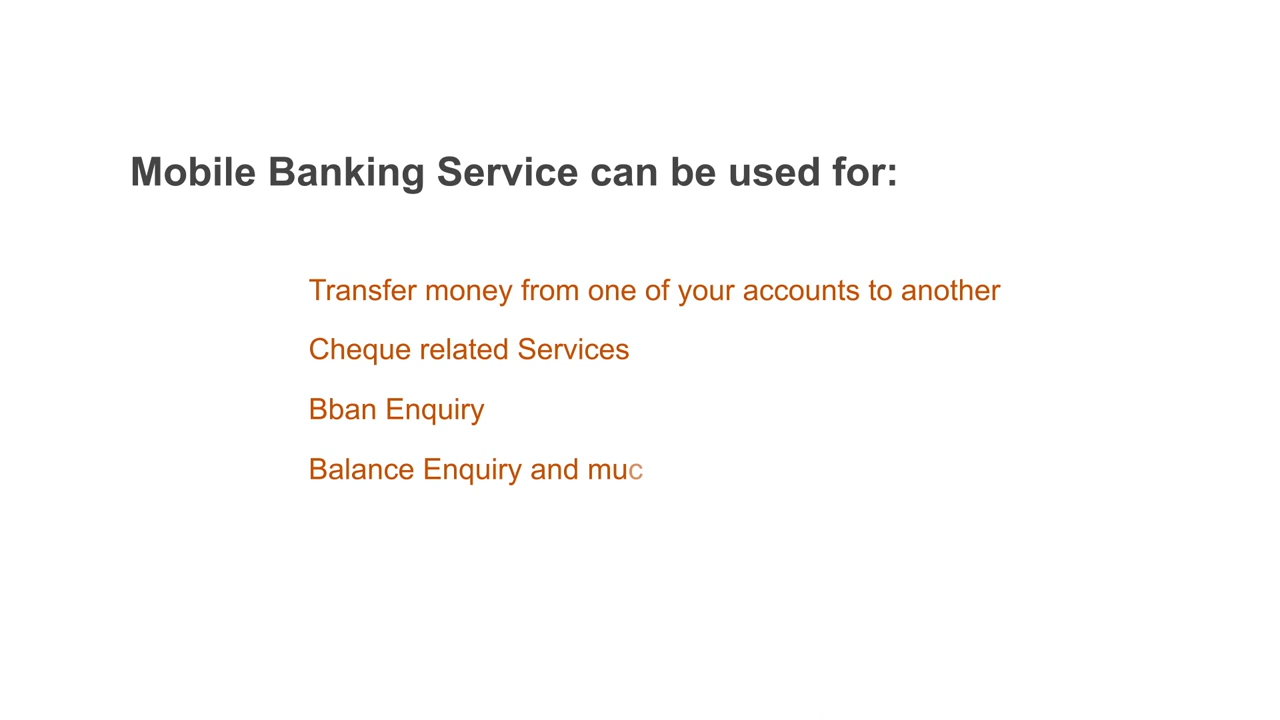 Mobile Banking Service can be used for:
Transfer money from one of your accounts to another
Cheque related Services
Bban Enquiry
Balance Enquiry and muc